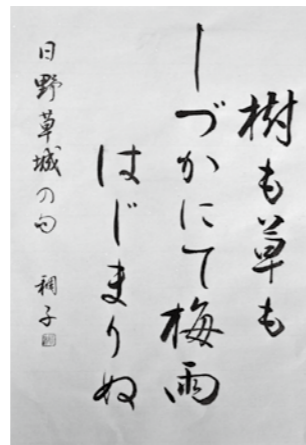 樹も草も
しづかにて梅雨
はじまりぬ
日野草城の句 稠子